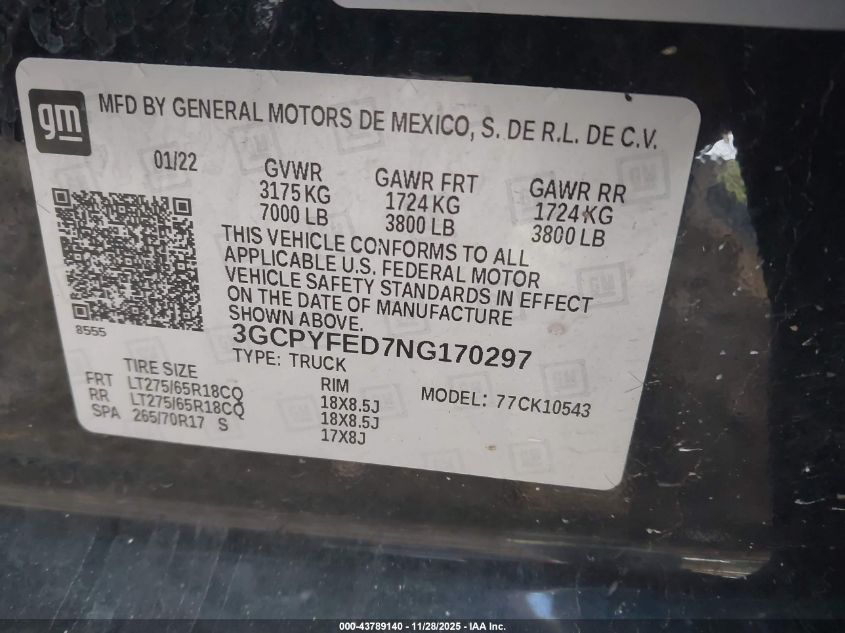 gm
MFD BY GENERAL MOTORS DE MEXICO, S. DE R.L. DE C.V.
01/22
GVWR
3175 KG
7000 LB
GAWR FRT
1724 KG
3800 LB
GAWR RR
1724 KG
3800 LB
THIS VEHICLE CONFORMS TO ALL
APPLICABLE U.S. FEDERAL MOTOR
VEHICLE SAFETY STANDARDS IN EFFECT
ON THE DATE OF MANUFACTURE
SHOWN ABOVE.
8555
3GCPYFED7NG170297
TYPE: TRUCK
MODEL: 77CK10543
TIRE SIZE
RIM
FRT LT275/65R18CQ 18X8.5J
RR LT275/65R18CQ 18X8.5J
SPA 265/70R17 S 17X8J
000-43789140 - 11/28/2025 - IAA Inc.